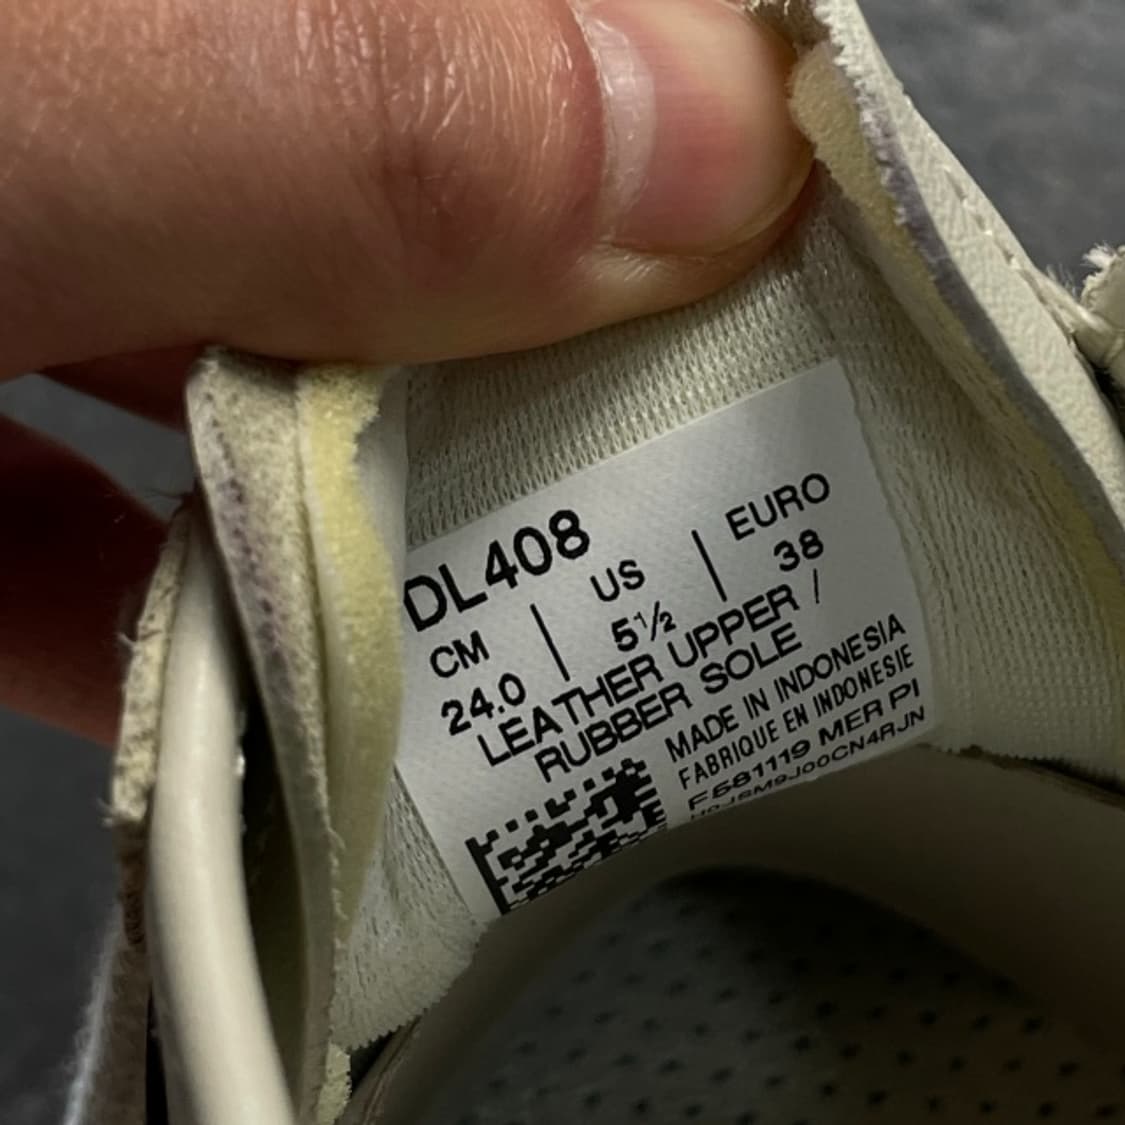 DL408
CM | US | EURO
24.0 | 5½ | 38
LEATHER UPPER /
RUBBER SOLE
MADE IN INDONESIA
FABRIQUE EN INDONESIE
F581119 MER PI